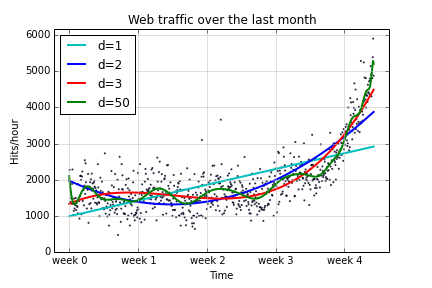 Web traffic over the last month
6000
5000
4000
3000
2000
1000
0
Hits/hour
d=1
d=2
d=3
d=50
week 0 week 1 week 2 week 3 week 4
Time